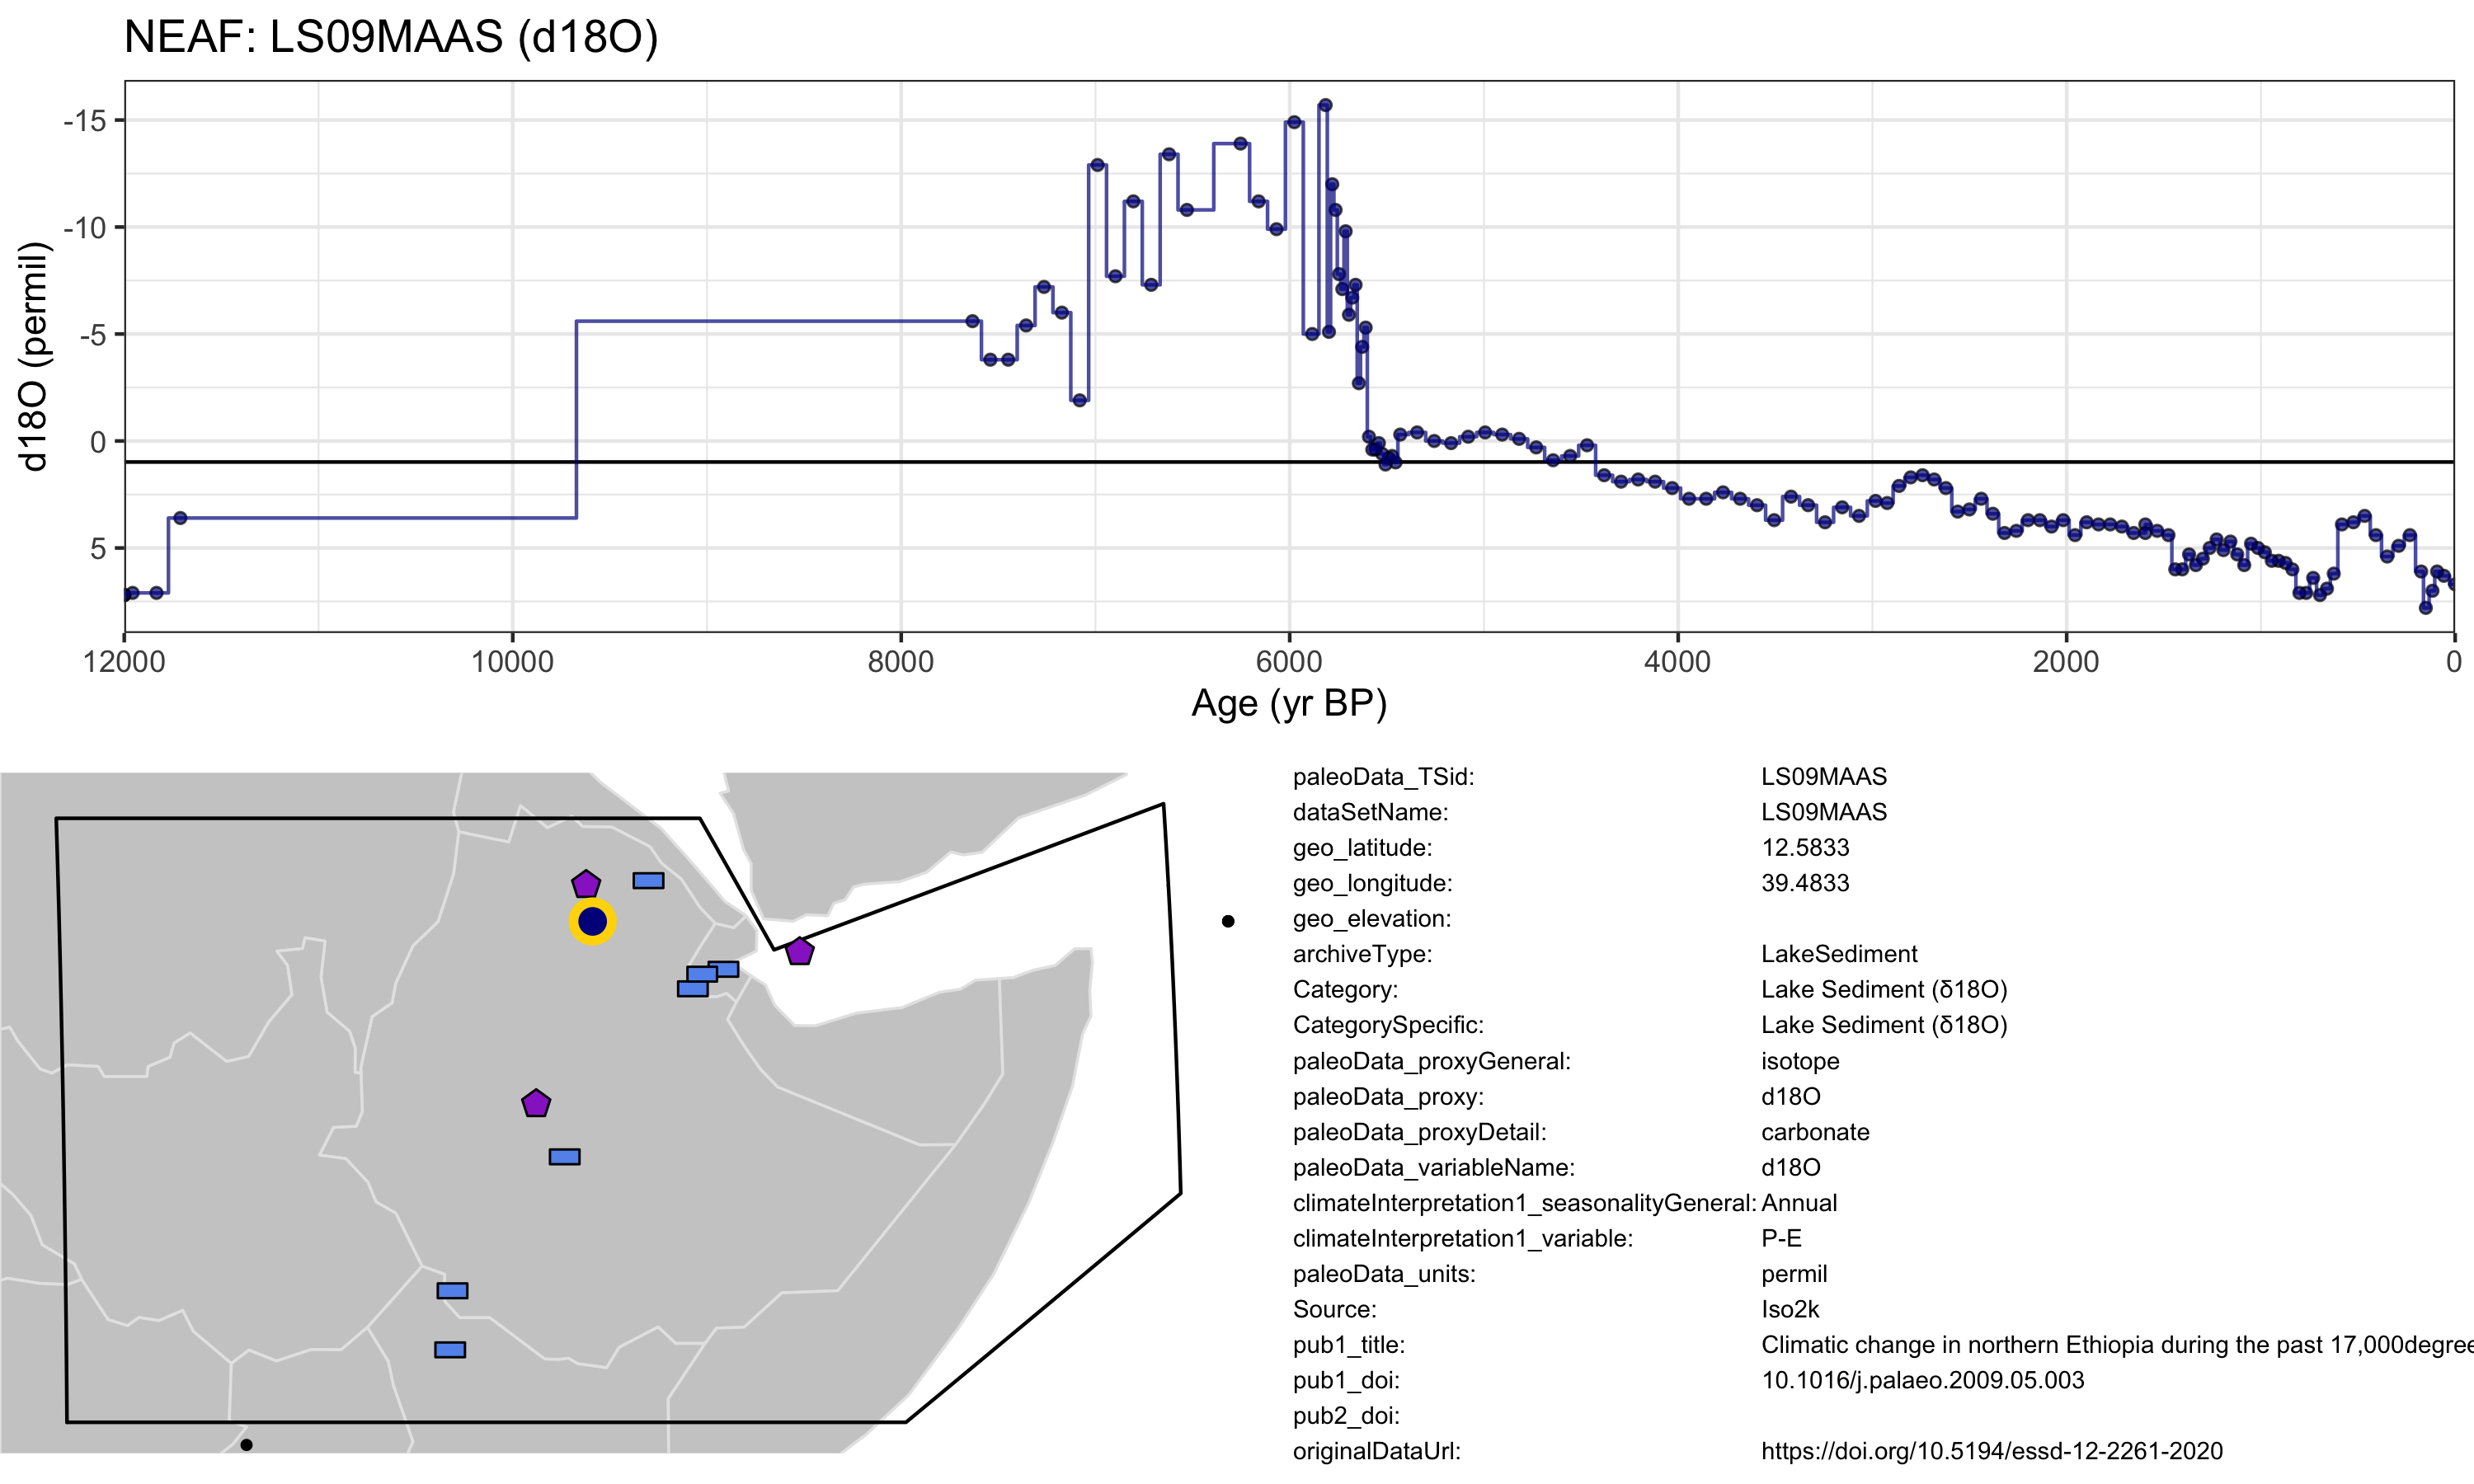 NEAF: LS09MAAS (d18O)
d18O (permil)
-15
-10
-5
0
5
12000 10000 8000 6000 4000 2000 0
Age (yr BP)
paleoData_TSid: LS09MAAS
dataSetName: LS09MAAS
geo_latitude: 12.5833
geo_longitude: 39.4833
geo_elevation:
archiveType: LakeSediment
Category: Lake Sediment (δ18O)
CategorySpecific: Lake Sediment (δ18O)
paleoData_proxyGeneral: isotope
paleoData_proxy: d18O
paleoData_proxyDetail: carbonate
paleoData_variableName: d18O
climateInterpretation1_seasonalityGeneral: Annual
climateInterpretation1_variable: P-E
paleoData_units: permil
Source: Iso2k
pub1_title: Climatic change in northern Ethiopia during the past 17,000degree
pub1_doi: 10.1016/j.palaeo.2009.05.003
pub2_doi:
originalDataUrl: https://doi.org/10.5194/essd-12-2261-2020